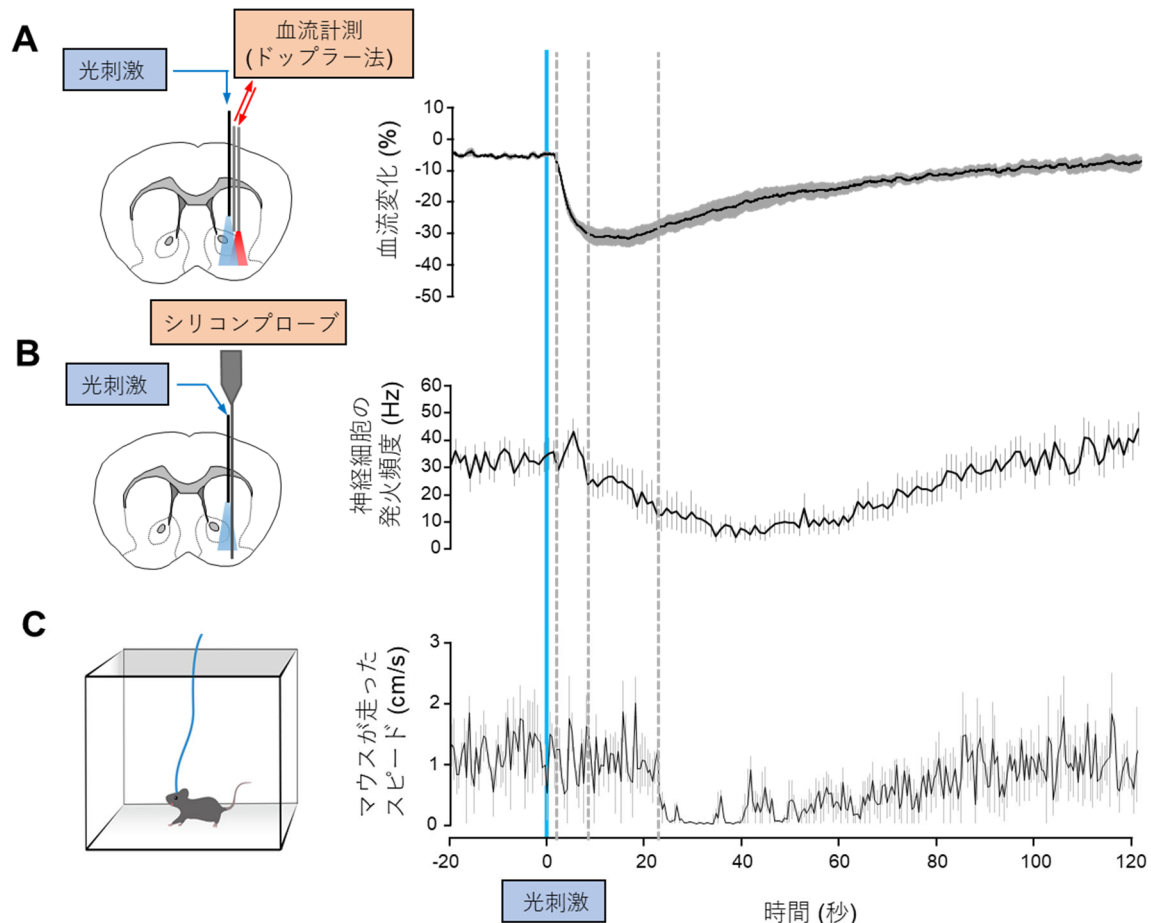 A
光刺激
血流計測
(ドップラー法)
血流変化 (%)
10
0
-10
-20
-30
-40
-50
B
シリコンプローブ
光刺激
神経細胞の
発火頻度 (Hz)
60
50
40
30
20
10
0
C
マウスが走った
スピード (cm/s)
3
2
1
0
-20
0
20
40
60
80
100
120
光刺激
時間 (秒)